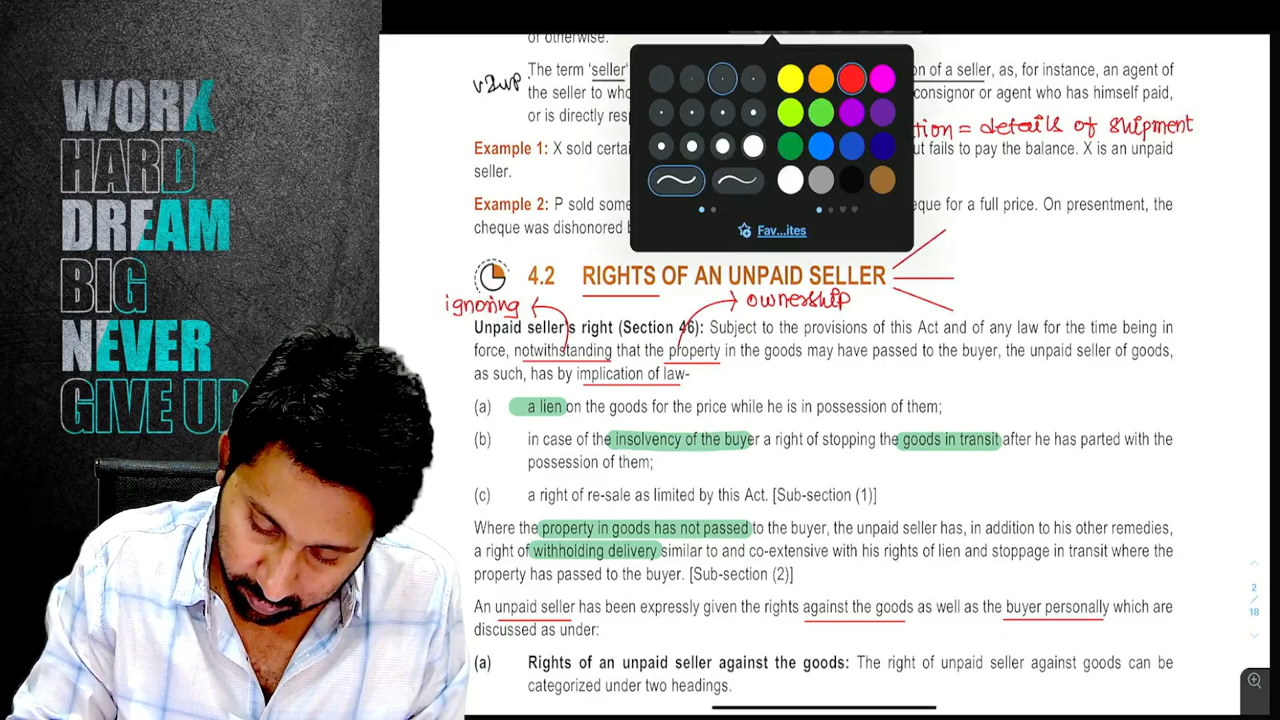 WORK
HARD
DREAM
BIG
NEVER
GIVE UP
or otherwise.
The term 'seller' on of a seller, as, for instance, an agent of
the seller to who consignor or agent who has himself paid,
or is directly res
tion = details of shipment
Example 1: X sold certai ut fails to pay the balance. X is an unpaid
seller.
Example 2: P sold some eque for a full price. On presentment, the
cheque was dishonored b
Fav...ites
4.2 RIGHTS OF AN UNPAID SELLER
ignoring ownership
Unpaid seller's right (Section 46): Subject to the provisions of this Act and of any law for the time being in
force, notwithstanding that the property in the goods may have passed to the buyer, the unpaid seller of goods,
as such, has by implication of law-
(a) a lien on the goods for the price while he is in possession of them;
(b) in case of the insolvency of the buyer a right of stopping the goods in transit after he has parted with the
possession of them;
(c) a right of re-sale as limited by this Act. [Sub-section (1)]
Where the property in goods has not passed to the buyer, the unpaid seller has, in addition to his other remedies,
a right of withholding delivery similar to and co-extensive with his rights of lien and stoppage in transit where the
property has passed to the buyer. [Sub-section (2)]
An unpaid seller has been expressly given the rights against the goods as well as the buyer personally which are
discussed as under:
(a) Rights of an unpaid seller against the goods: The right of unpaid seller against goods can be
categorized under two headings.
2
/
18